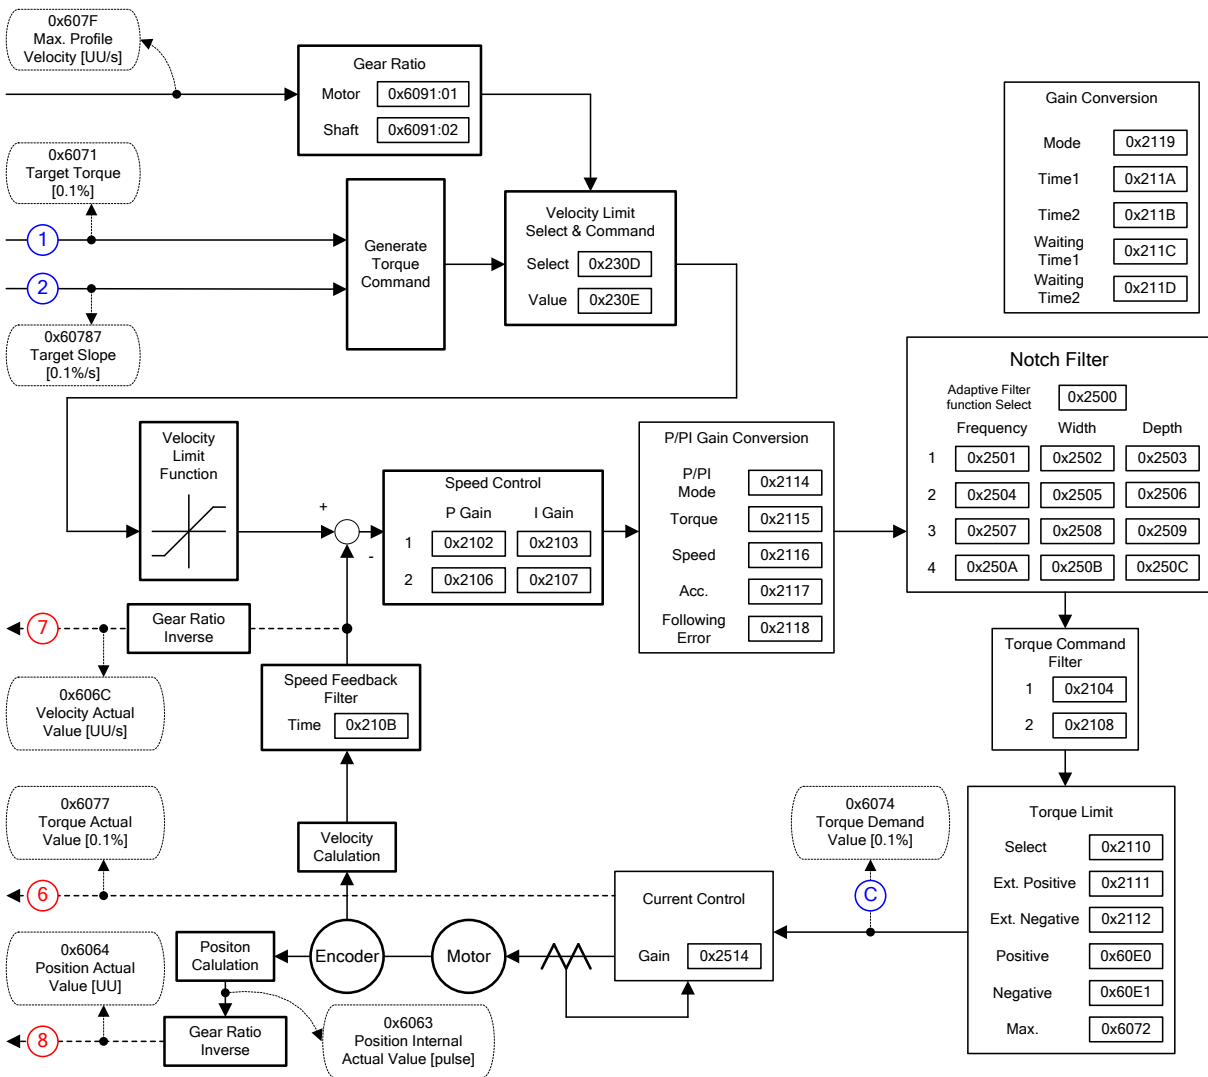 0x607F
Max. Profile
Velocity [UU/s]
Gear Ratio
Motor 0x6091:01
Shaft 0x6091:02
Gain Conversion
Mode 0x2119
Time1 0x211A
Time2 0x211B
Waiting
Time1 0x211C
Waiting
Time2 0x211D
0x6071
Target Torque
[0.1%]
1
2
0x60787
Target Slope
[0.1%/s]
Generate
Torque
Command
Velocity Limit
Select & Command
Select 0x230D
Value 0x230E
Notch Filter
Adaptive Filter
function Select 0x2500
Frequency Width Depth
1 0x2501 0x2502 0x2503
2 0x2504 0x2505 0x2506
3 0x2507 0x2508 0x2509
4 0x250A 0x250B 0x250C
Velocity
Limit
Function
+
-
Speed Control
P Gain I Gain
1 0x2102 0x2103
2 0x2106 0x2107
P/PI Gain Conversion
P/PI
Mode 0x2114
Torque 0x2115
Speed 0x2116
Acc. 0x2117
Following
Error 0x2118
7
Gear Ratio
Inverse
0x606C
Velocity Actual
Value [UU/s]
Speed Feedback
Filter
Time 0x210B
Torque Command
Filter
1 0x2104
2 0x2108
0x6077
Torque Actual
Value [0.1%]
Velocity
Calulation
0x6074
Torque Demand
Value [0.1%]
Torque Limit
Select 0x2110
Ext. Positive 0x2111
Ext. Negative 0x2112
Positive 0x60E0
Negative 0x60E1
Max. 0x6072
6
C
Current Control
Gain 0x2514
0x6064
Position Actual
Value [UU]
Positon
Calulation
Encoder
Motor
8
Gear Ratio
Inverse
0x6063
Position Internal
Actual Value [pulse]